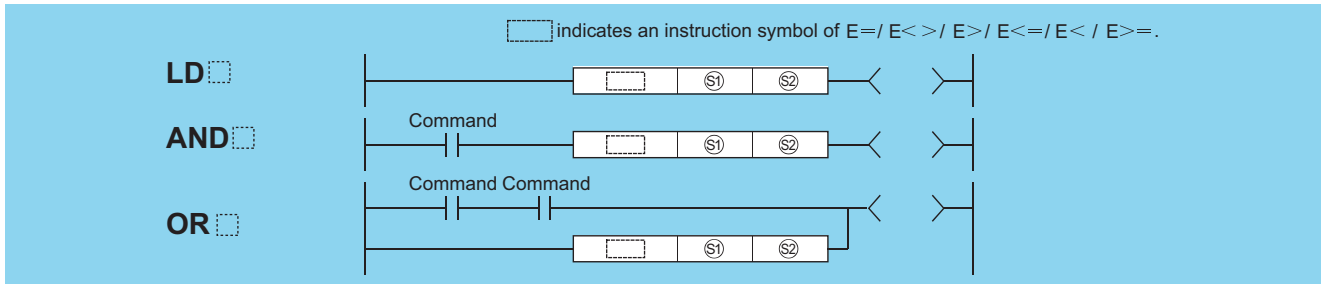 indicates an instruction symbol of E=/ E< >/ E>/ E<=/ E< / E>=.
LD S1 S2
Command
AND S1 S2
Command Command
OR
S1 S2